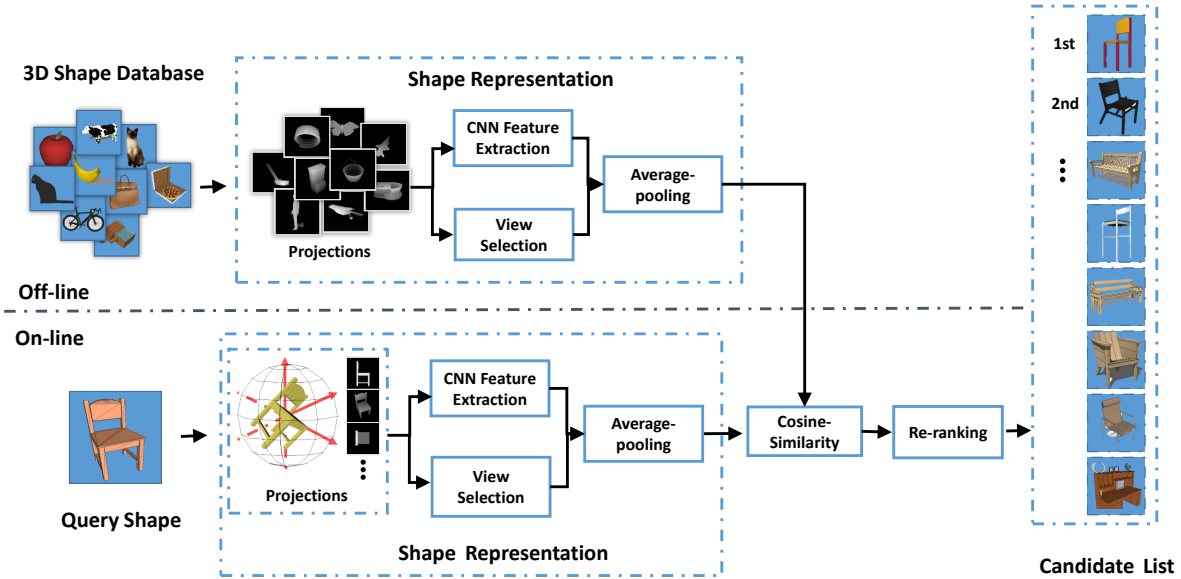 3D Shape Database
Shape Representation
Projections
CNN Feature
Extraction
View
Selection
Average-
pooling
Off-line
On-line
Query Shape
Projections
CNN Feature
Extraction
View
Selection
Average-
pooling
Shape Representation
Cosine-
Similarity
Re-ranking
1st
2nd
Candidate List